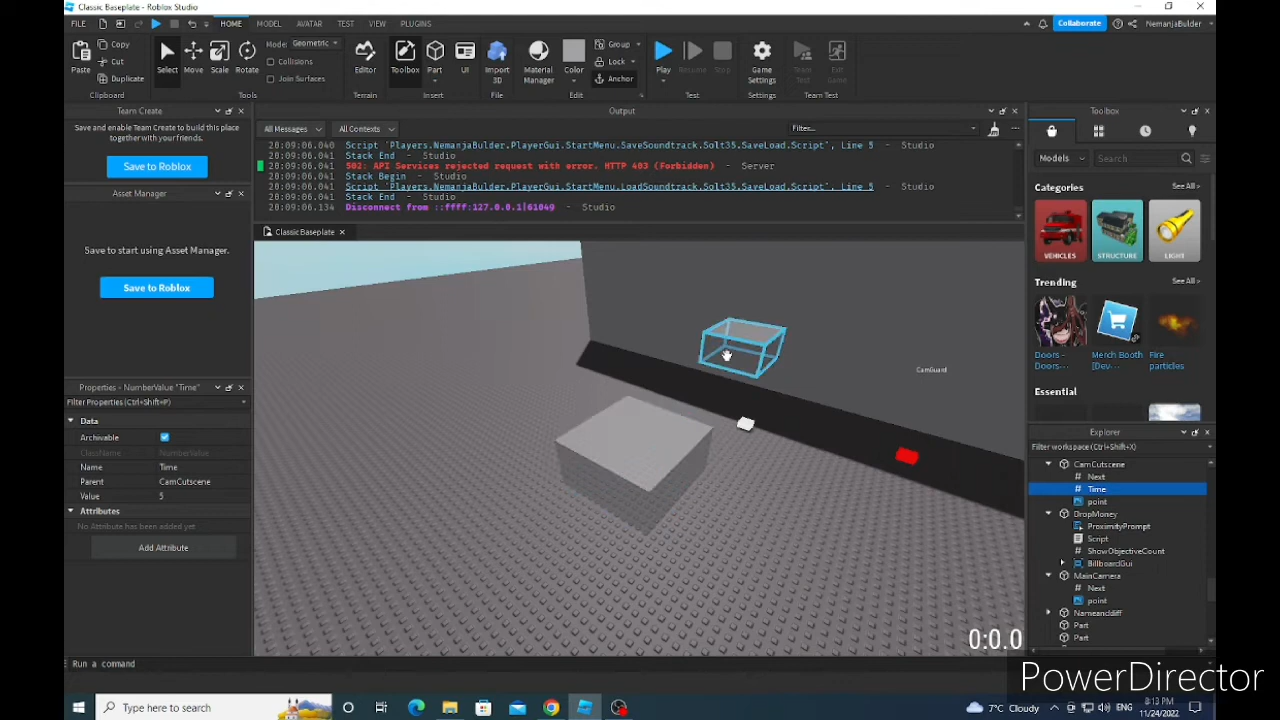 Classic Baseplate - Roblox Studio
FILE
HOME MODEL AVATAR TEST VIEW PLUGINS
Collaborate
NemanjaBulder
Paste
Copy
Cut
Duplicate
Clipboard
Select Move Scale Rotate
Mode: Geometric
Collisions
Join Surfaces
Tools
Editor
Terrain
Toolbox Part UI
Insert
Import 3D
File
Material Manager
Color
Group
Lock
Anchor
Edit
Play Resume Stop
Test
Game Settings
Settings
Team Test
Exit Game
Team Test
Team Create
Save and enable Team Create to build this place together with your friends.
Save to Roblox
Asset Manager
Save to start using Asset Manager.
Save to Roblox
Properties - NumberValue "Time"
Filter Properties (Ctrl+Shift+P)
Data
Archivable
ClassName NumberValue
Name Time
Parent CamCutscene
Value 5
Attributes
No Attribute has been added yet
Add Attribute
Output
All Messages All Contexts Filter...
20:09:06.040 Script 'Players.NemanjaBulder.PlayerGui.StartMenu.SaveSoundtrack.Solt35.SaveLoad.Script', Line 5 - Studio
20:09:06.041 Stack End - Studio
20:09:06.041 502: API Services rejected request with error. HTTP 403 (Forbidden) - Server
20:09:06.041 Stack Begin - Studio
20:09:06.041 Script 'Players.NemanjaBulder.PlayerGui.StartMenu.LoadSoundtrack.Solt35.SaveLoad.Script', Line 5 - Studio
20:09:06.041 Stack End - Studio
20:09:06.134 Disconnect from ::ffff:127.0.0.1|61049 - Studio
Classic Baseplate
CamGuard
0:0.0
Toolbox
Models Search
Categories See All >
VEHICLES STRUCTURE LIGHT
Trending See All >
Doors - Doors...
Merch Booth [Dev-...
Fire particles
Essential
Explorer
Filter workspace (Ctrl+Shift+X)
CamCutscene
Next
Time
point
DropMoney
ProximityPrompt
Script
ShowObjectiveCount
BillboardGui
MainCamera
Next
point
Nameanddiff
Part
Part
Run a command
PowerDirector
Type here to search
7°C Cloudy
8:13 PM
11/24/2022